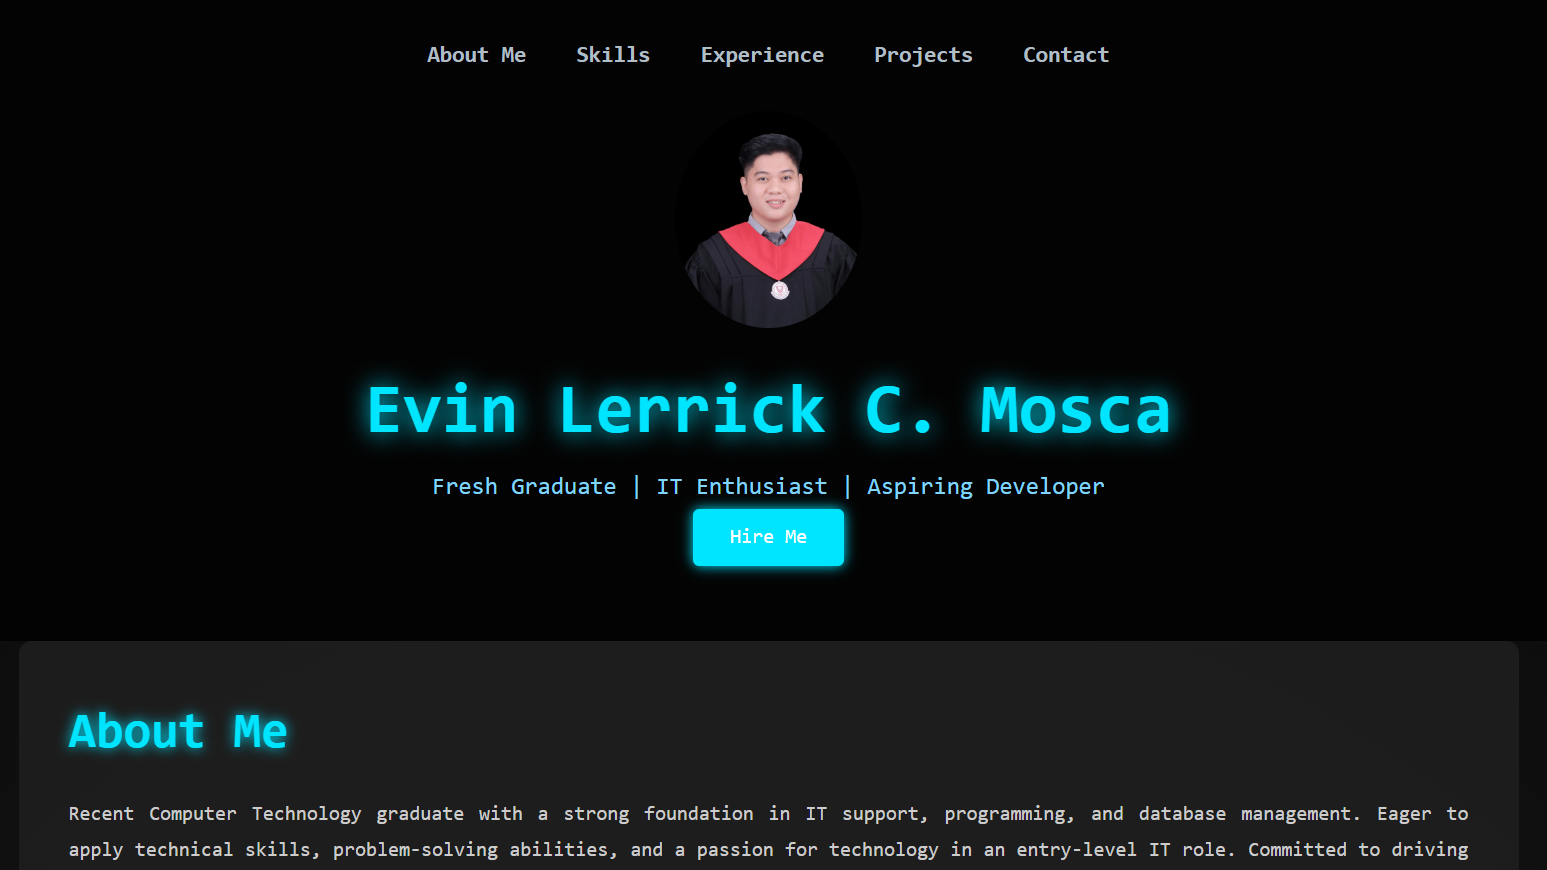 About Me Skills Experience Projects Contact
Evin Lerrick C. Mosca
Fresh Graduate | IT Enthusiast | Aspiring Developer
Hire Me
About Me
Recent Computer Technology graduate with a strong foundation in IT support, programming, and database management. Eager to
apply technical skills, problem-solving abilities, and a passion for technology in an entry-level IT role. Committed to driving